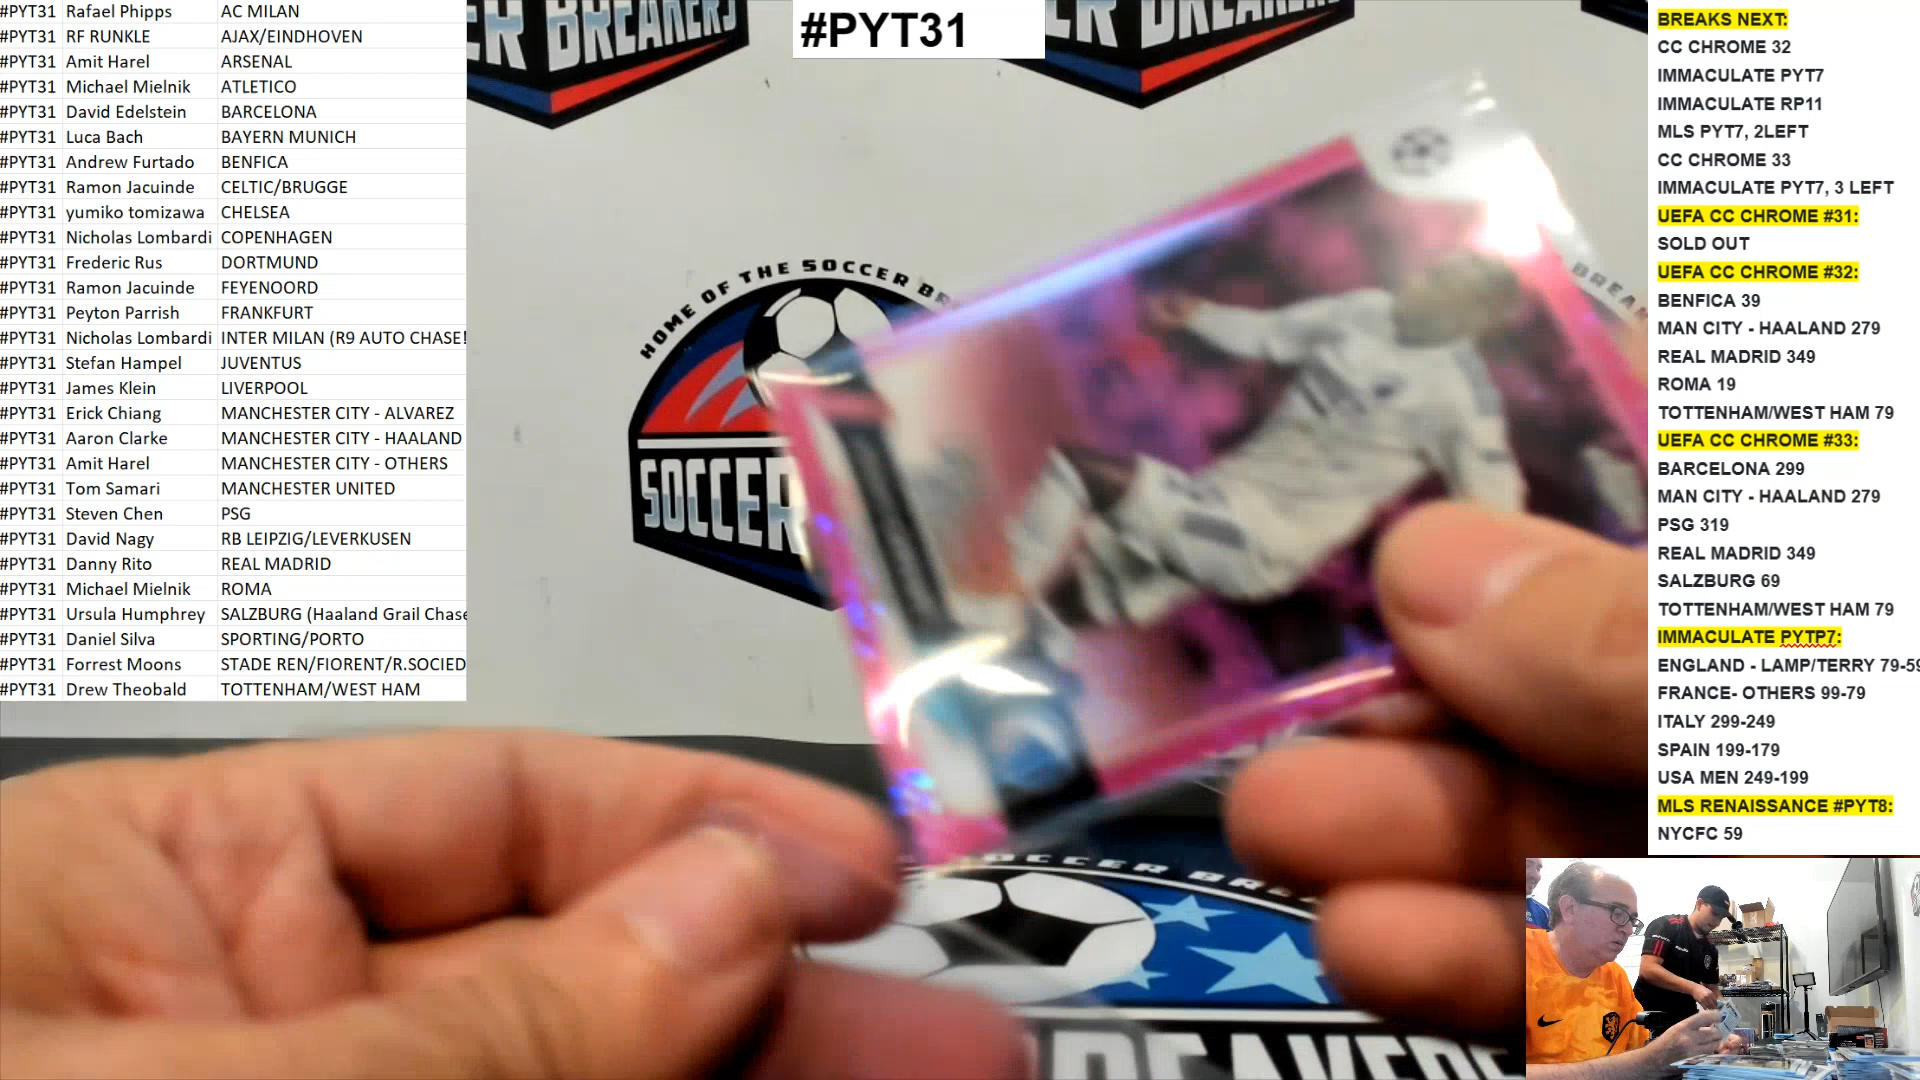 #PYT31 Rafael Phipps AC MILAN
#PYT31 RF RUNKLE AJAX/EINDHOVEN
#PYT31 Amit Harel ARSENAL
#PYT31 Michael Mielnik ATLETICO
#PYT31 David Edelstein BARCELONA
#PYT31 Luca Bach BAYERN MUNICH
#PYT31 Andrew Furtado BENFICA
#PYT31 Ramon Jacuinde CELTIC/BRUGGE
#PYT31 yumiko tomizawa CHELSEA
#PYT31 Nicholas Lombardi COPENHAGEN
#PYT31 Frederic Rus DORTMUND
#PYT31 Ramon Jacuinde FEYENOORD
#PYT31 Peyton Parrish FRANKFURT
#PYT31 Nicholas Lombardi INTER MILAN (R9 AUTO CHASE!
#PYT31 Stefan Hampel JUVENTUS
#PYT31 James Klein LIVERPOOL
#PYT31 Erick Chiang MANCHESTER CITY - ALVAREZ
#PYT31 Aaron Clarke MANCHESTER CITY - HAALAND
#PYT31 Amit Harel MANCHESTER CITY - OTHERS
#PYT31 Tom Samari MANCHESTER UNITED
#PYT31 Steven Chen PSG
#PYT31 David Nagy RB LEIPZIG/LEVERKUSEN
#PYT31 Danny Rito REAL MADRID
#PYT31 Michael Mielnik ROMA
#PYT31 Ursula Humphrey SALZBURG (Haaland Grail Chase
#PYT31 Daniel Silva SPORTING/PORTO
#PYT31 Forrest Moons STADE REN/FIORENT/R.SOCIED
#PYT31 Drew Theobald TOTTENHAM/WEST HAM
#PYT31
ER BREAKERS
ER BREAKERS
HOME OF THE SOCCER BR
SOCCER
BREAK
SOCCER BRE
BREAKERS
BREAKS NEXT:
CC CHROME 32
IMMACULATE PYT7
IMMACULATE RP11
MLS PYT7, 2LEFT
CC CHROME 33
IMMACULATE PYT7, 3 LEFT
UEFA CC CHROME #31:
SOLD OUT
UEFA CC CHROME #32:
BENFICA 39
MAN CITY - HAALAND 279
REAL MADRID 349
ROMA 19
TOTTENHAM/WEST HAM 79
UEFA CC CHROME #33:
BARCELONA 299
MAN CITY - HAALAND 279
PSG 319
REAL MADRID 349
SALZBURG 69
TOTTENHAM/WEST HAM 79
IMMACULATE PYTP7:
ENGLAND - LAMP/TERRY 79-59
FRANCE- OTHERS 99-79
ITALY 299-249
SPAIN 199-179
USA MEN 249-199
MLS RENAISSANCE #PYT8:
NYCFC 59